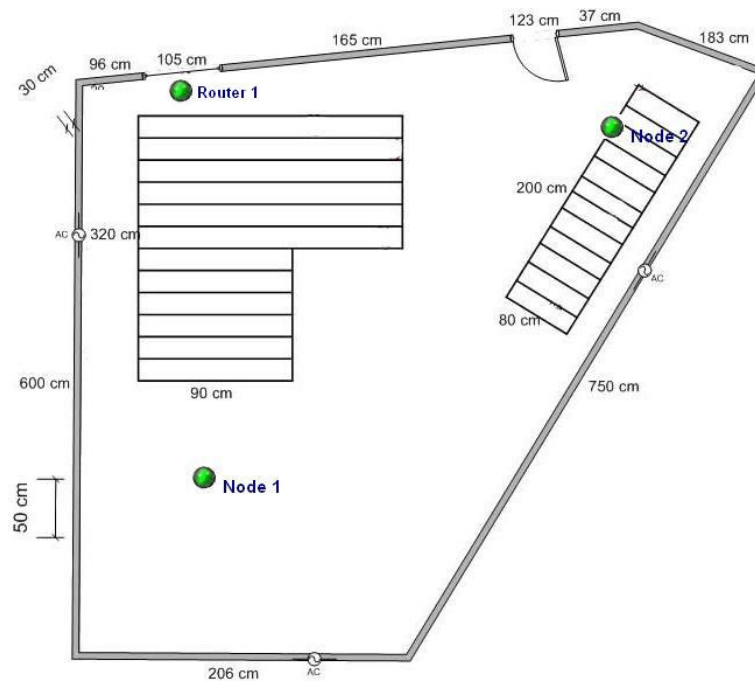 123 cm
37 cm
183 cm
165 cm
105 cm
96 cm
30 cm
Router 1
Node 2
200 cm
AC
320 cm
AC
80 cm
600 cm
90 cm
750 cm
50 cm
Node 1
206 cm
AC